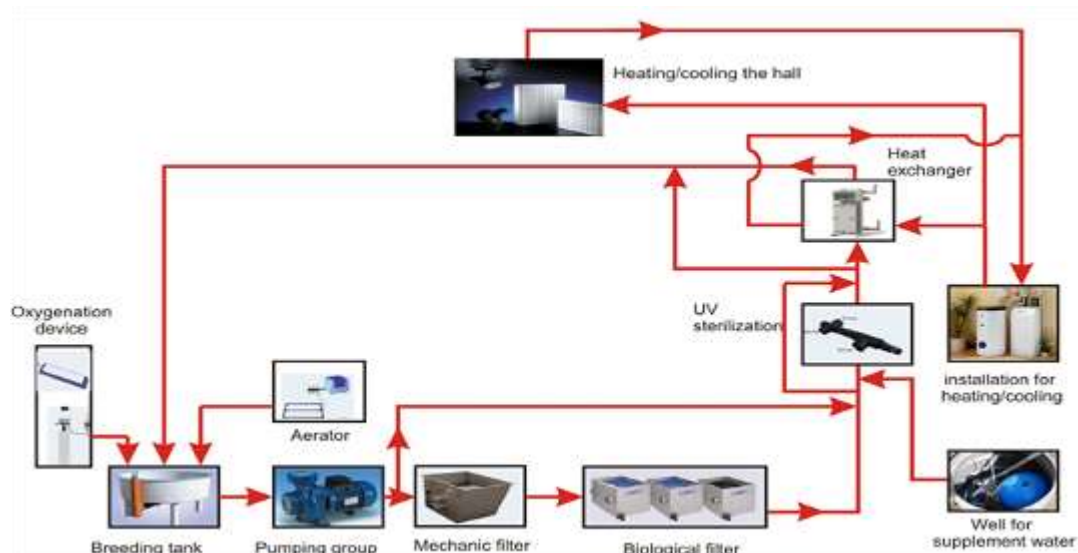 Heating/cooling the hall
Heat
exchanger
Oxygenation
device
UV
sterilization
installation for
heating/cooling
Aerator
Breeding tank
Pumping group
Mechanic filter
Biological filter
Well for
supplement water